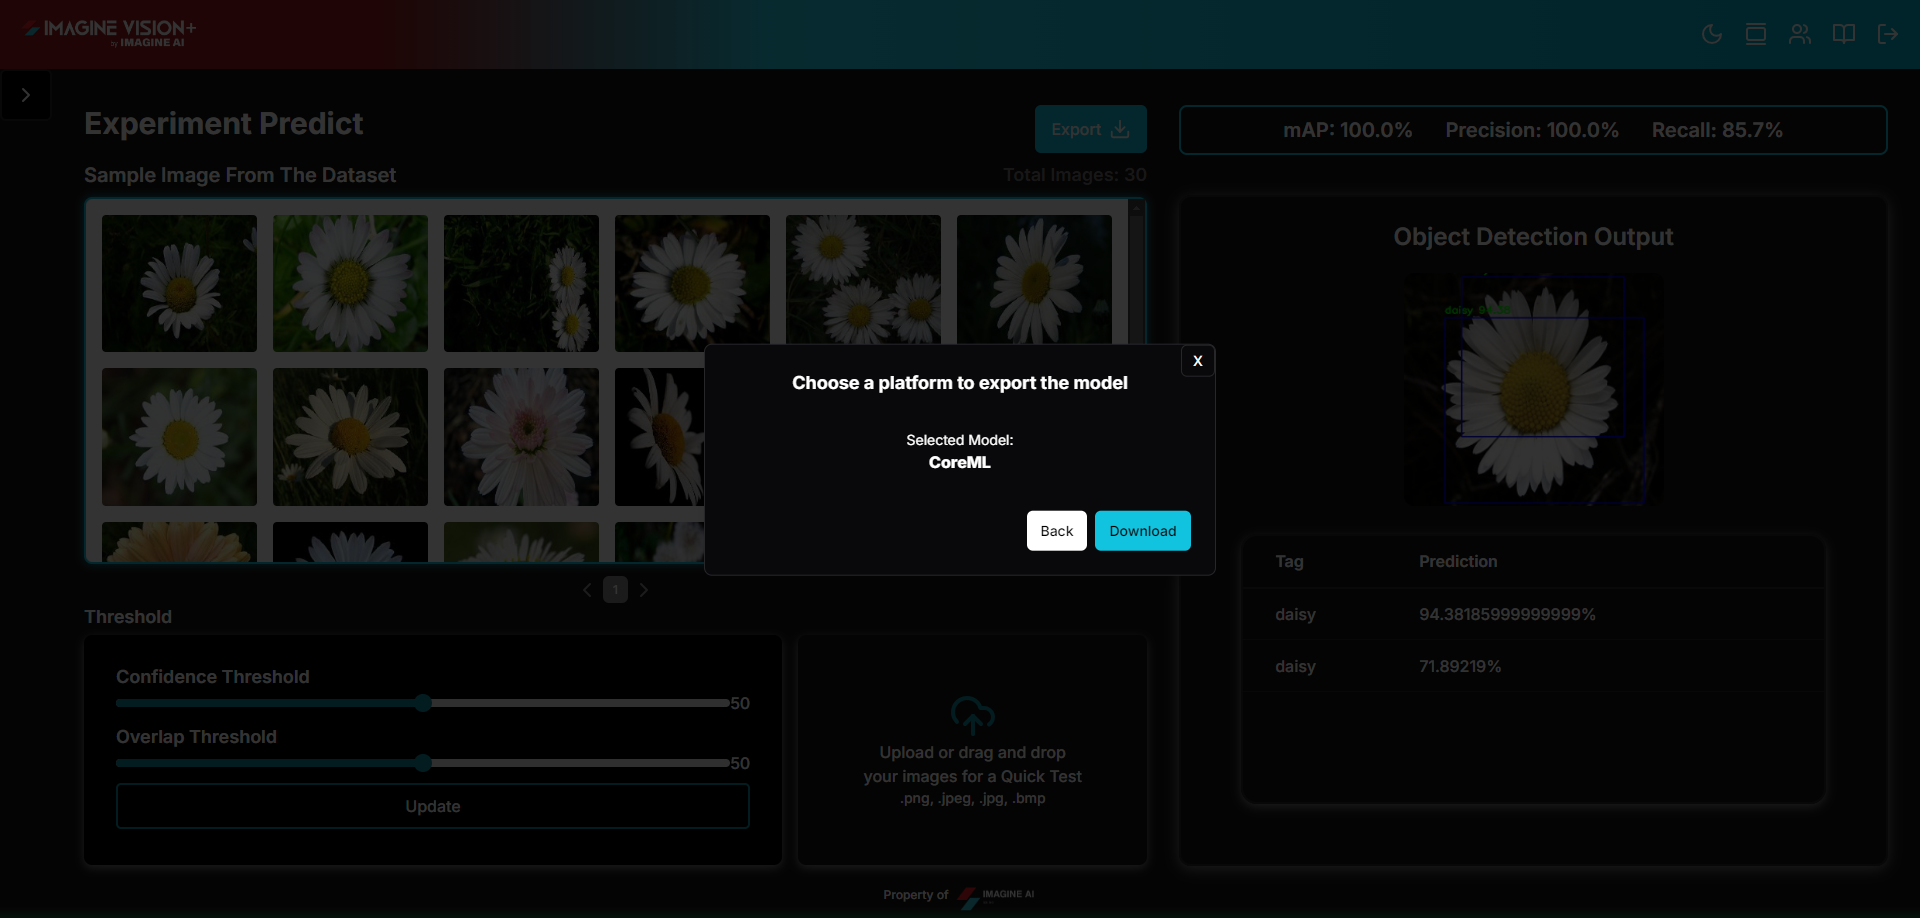 IMAGINE VISION+
by IMAGINE AI
Experiment Predict
Export
mAP: 100.0% Precision: 100.0% Recall: 85.7%
Sample Image From The Dataset
Total Images: 30
Object Detection Output
X
Choose a platform to export the model
Selected Model:
CoreML
Back
Download
daisy
Tag Prediction
daisy 94.38185999999999%
daisy 71.89219%
1
Threshold
Confidence Threshold
50
Overlap Threshold
50
Update
Upload or drag and drop
your images for a Quick Test
.png, .jpeg, .jpg, .bmp
Property of IMAGINE AI